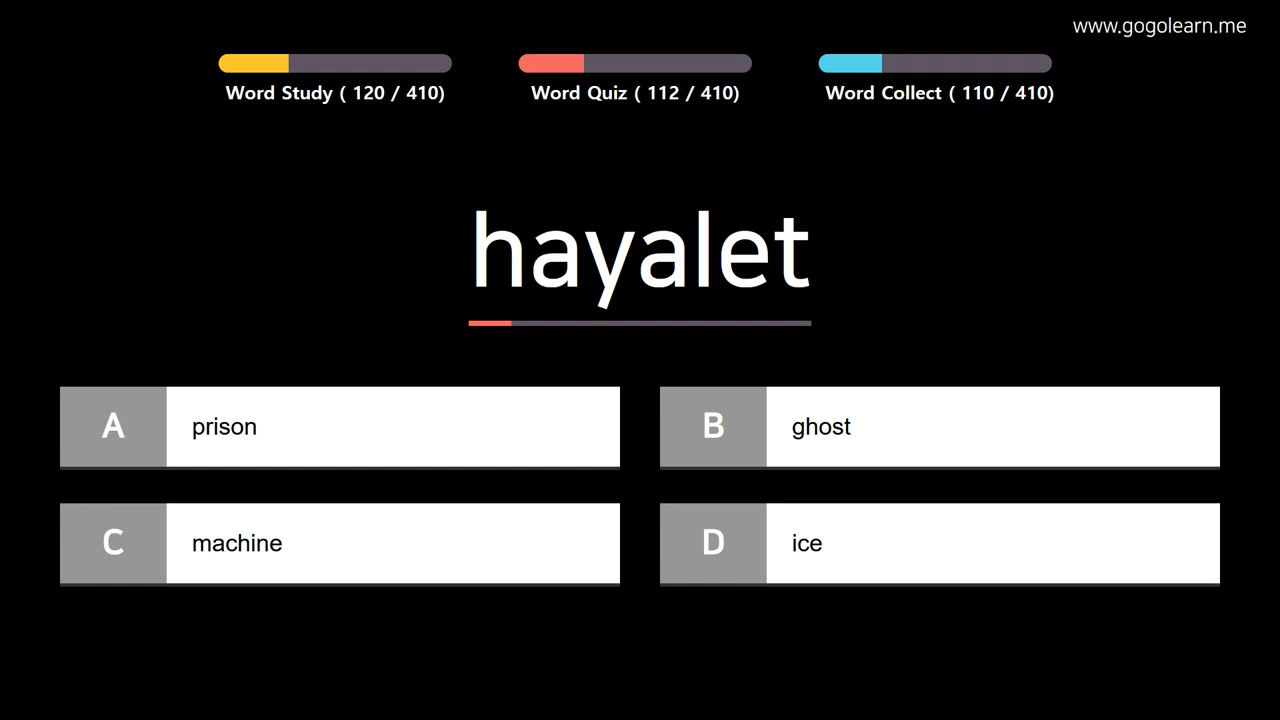 www.gogolearn.me
Word Study ( 120 / 410)
Word Quiz ( 112 / 410)
Word Collect ( 110 / 410)
hayalet
A prison
B ghost
C machine
D ice